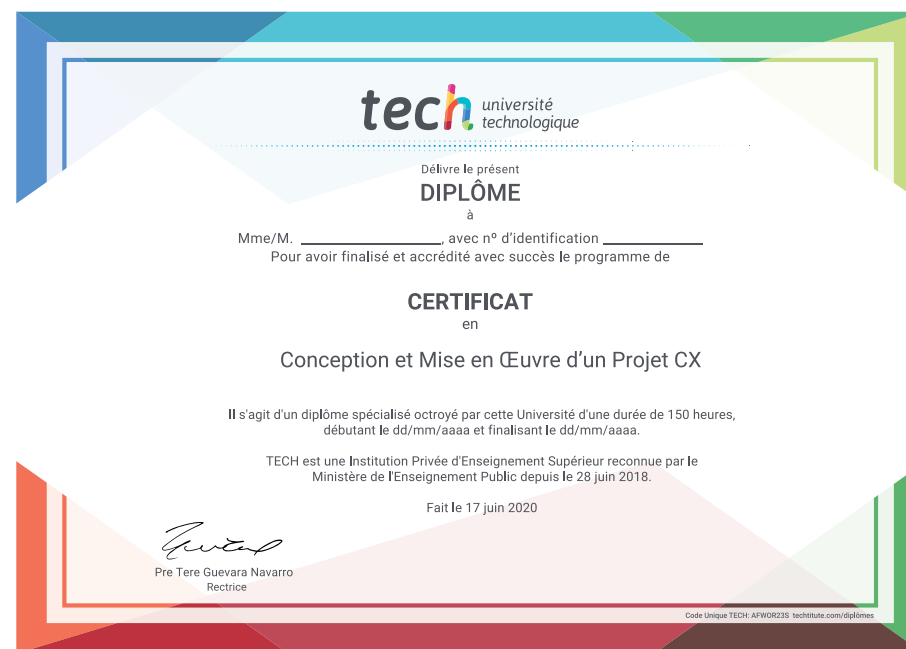 tech université
technologique
Délivre le présent
DIPLÔME
à
Mme/M. ____________________, avec nº d'identification ______________
Pour avoir finalisé et accrédité avec succès le programme de
CERTIFICAT
en
Conception et Mise en Œuvre d'un Projet CX
Il s'agit d'un diplôme spécialisé octroyé par cette Université d'une durée de 150 heures,
débutant le dd/mm/aaaa et finalisant le dd/mm/aaaa.
TECH est une Institution Privée d'Enseignement Supérieur reconnue par le
Ministère de l'Enseignement Public depuis le 28 juin 2018.
Fait le 17 juin 2020
Pre Tere Guevara Navarro
Rectrice
Code Unique TECH: AFWOR23S techtitute.com/diplômes